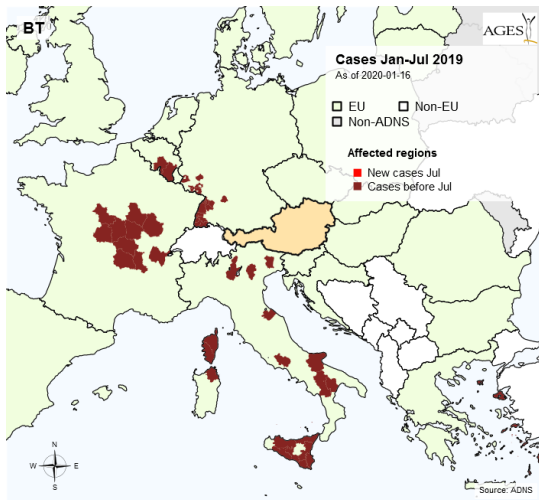 BT
AGES
Cases Jan-Jul 2019
As of 2020-01-16
EU Non-EU
Non-ADNS
Affected regions
New cases Jul
Cases before Jul
N
W E
S
Source: ADNS